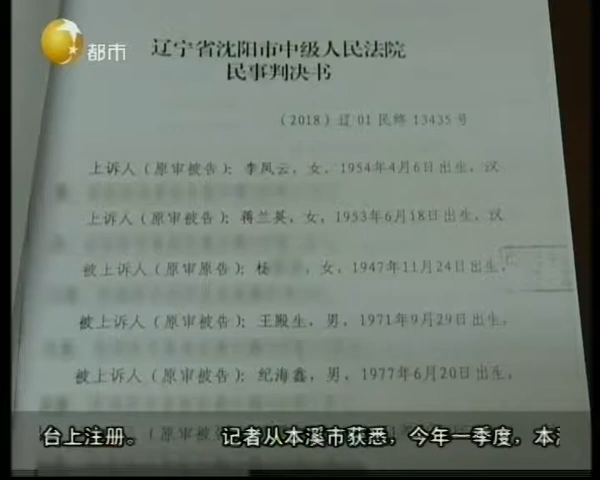 都市
辽宁省沈阳市中级人民法院
民事判决书
（2018）辽01民终13435号
上诉人（原审被告）：李凤云，女，1954年4月6日出生，汉
上诉人（原审被告）：蒋兰英，女，1953年6月18日出生，汉
被上诉人（原审原告）：杨 ，女，1947年11月24日出生，
被上诉人（原审被告）：王殿生，男，1971年9月29日出生，
被上诉人（原审被告）：纪海鑫，男，1977年6月20日出生，
（原审被
台上注册。 记者从本溪市获悉，今年一季度，本